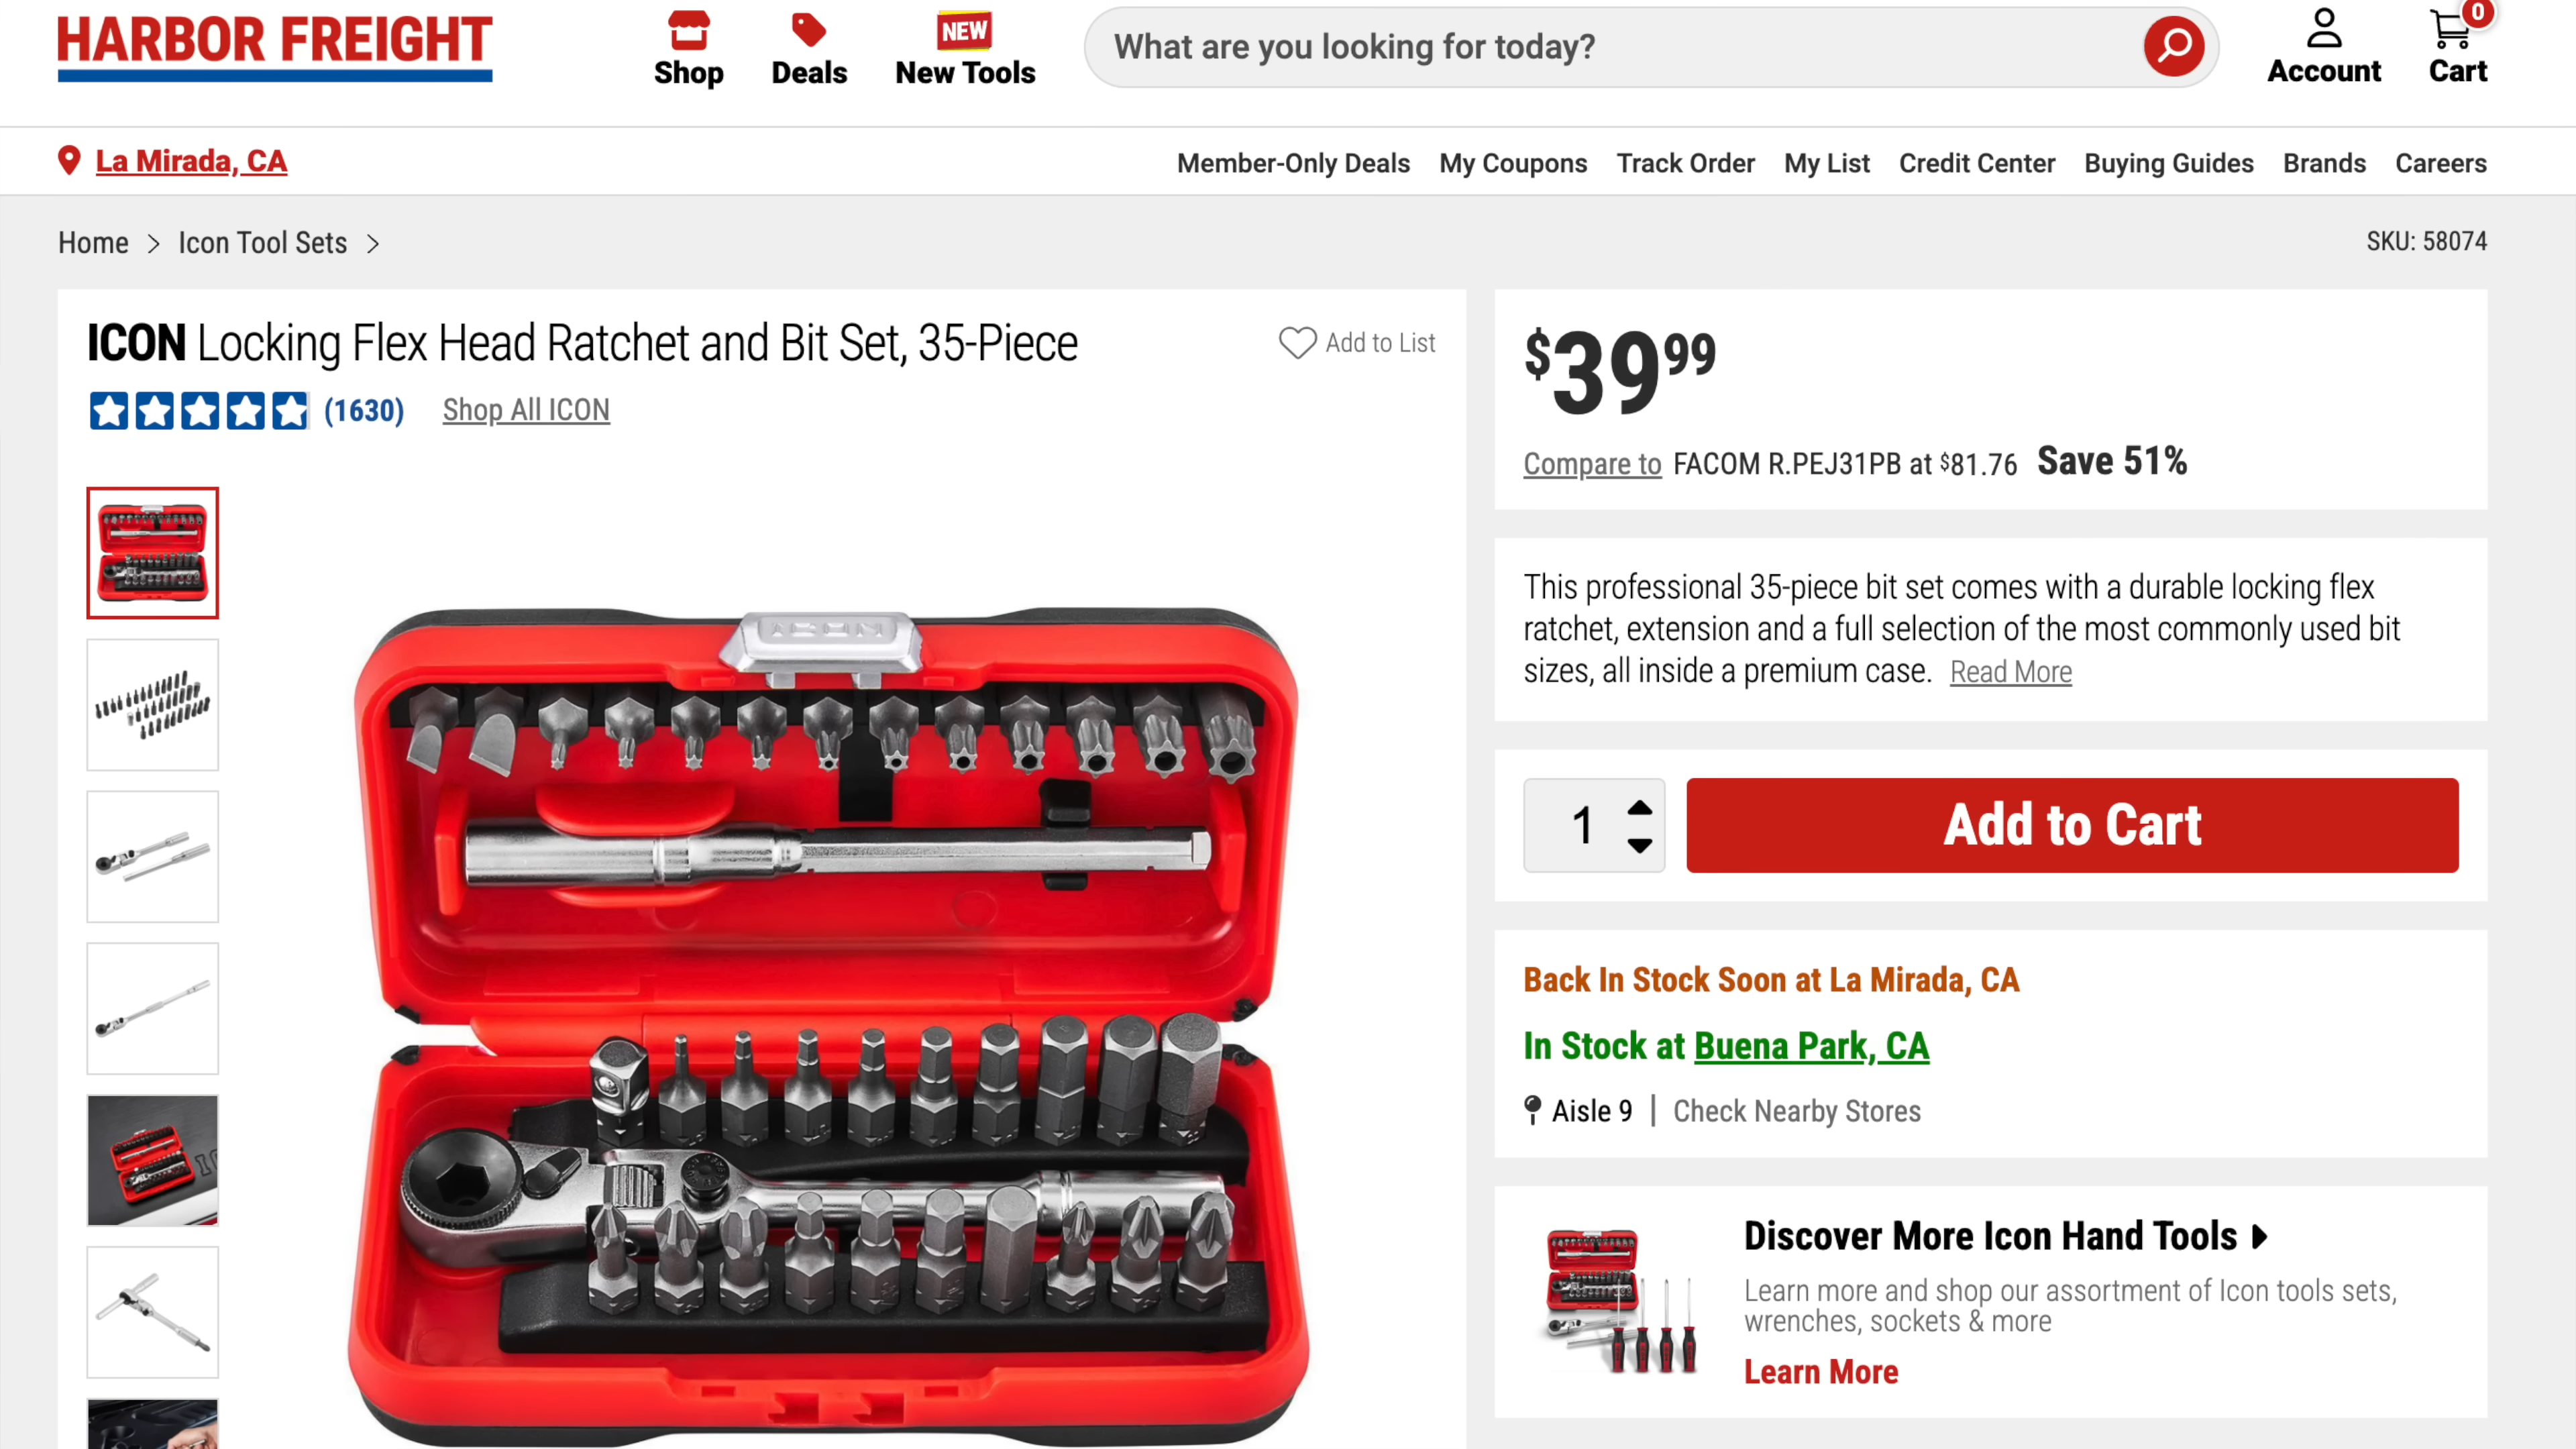 HARBOR FREIGHT
Shop
Deals
NEW
New Tools
What are you looking for today?
Account
0
Cart
La Mirada, CA
Member-Only Deals
My Coupons
Track Order
My List
Credit Center
Buying Guides
Brands
Careers
Home > Icon Tool Sets >
SKU: 58074
ICON Locking Flex Head Ratchet and Bit Set, 35-Piece
Add to List
(1630)
Shop All ICON
ICON
$39 99
Compare to FACOM R.PEJ31PB at $81.76 Save 51%
This professional 35-piece bit set comes with a durable locking flex
ratchet, extension and a full selection of the most commonly used bit
sizes, all inside a premium case. Read More
1
Add to Cart
Back In Stock Soon at La Mirada, CA
In Stock at Buena Park, CA
Aisle 9 | Check Nearby Stores
Discover More Icon Hand Tools
Learn more and shop our assortment of Icon tools sets,
wrenches, sockets & more
Learn More